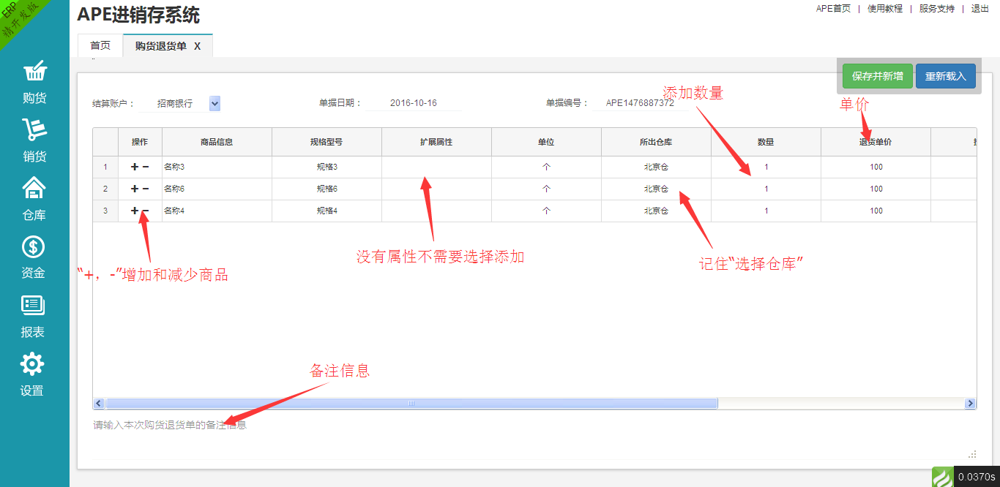 ERP
精开发版
APE进销存系统
APE首页 | 使用教程 | 服务支持 | 退出
首页 购货退货单 X
保存并新增 重新载入
购货
销货
仓库
资金
报表
设置
结算账户： 招商银行 单据日期： 2016-10-16 单据编号： APE1476887372
添加数量
单价
操作 商品信息 规格型号 扩展属性 单位 所出仓库 数量 退货单价
1 + - 名称3 规格3 个 北京仓 1 100
2 + - 名称6 规格6 个 北京仓 1 100
3 + - 名称4 规格4 个 北京仓 1 100
没有属性不需要选择添加
记住“选择仓库”
“+，-”增加和减少商品
备注信息
请输入本次购货退货单的备注信息
0.0370s